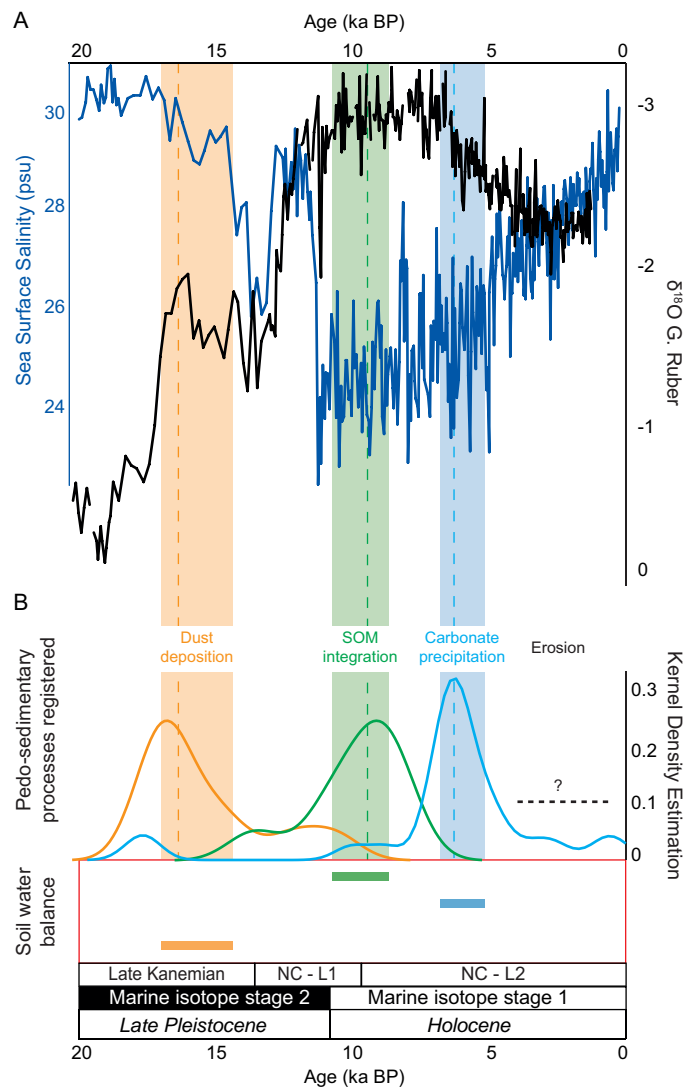 A
Age (ka BP)
20 15 10 5 0
30
28
26
24
Sea Surface Salinity (psu)
-3
-2
-1
0
δ¹⁸O G. Ruber
B
Dust deposition
SOM integration
Carbonate precipitation
Erosion
?
Pedo-sedimentary
processes registered
0.3
0.2
0.1
0
Kernel Density Estimation
Soil water
balance
Late Kanemian NC - L1 NC - L2
Marine isotope stage 2 Marine isotope stage 1
Late Pleistocene Holocene
20 15 10 5 0
Age (ka BP)